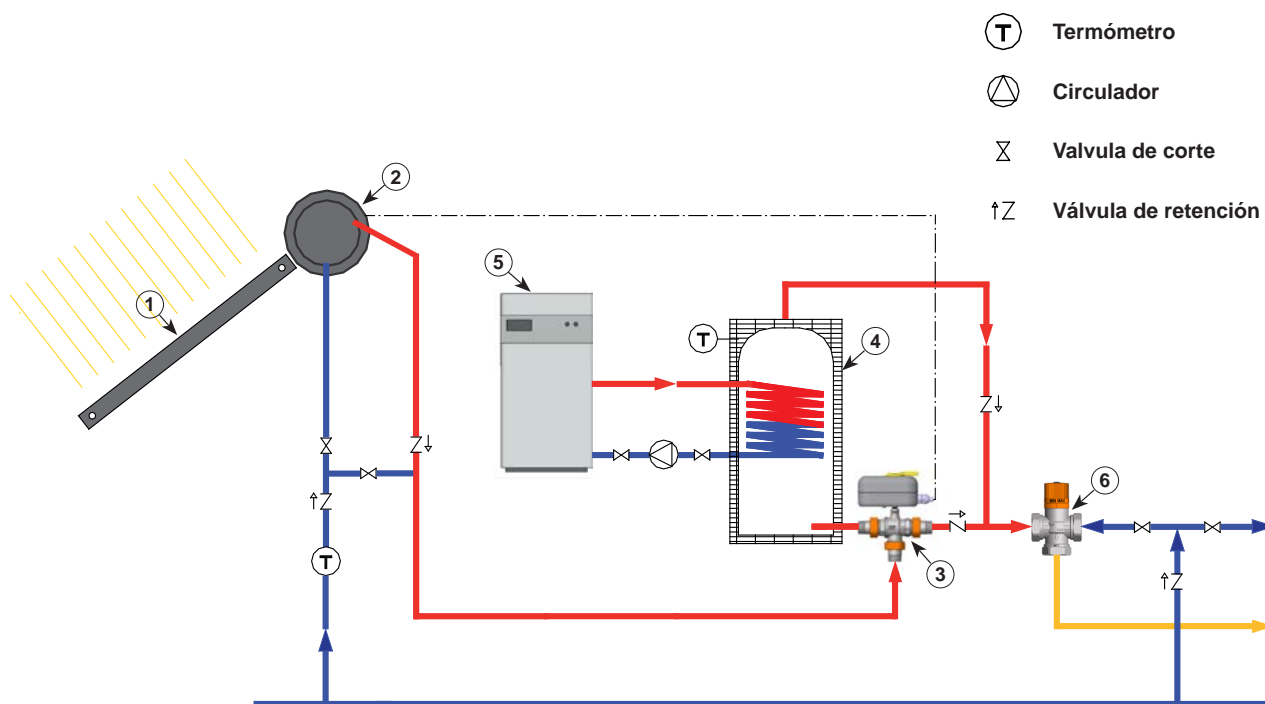 T Termómetro
Circulador
Valvula de corte
Válvula de retención
2
5
1
T
4
6
3
T